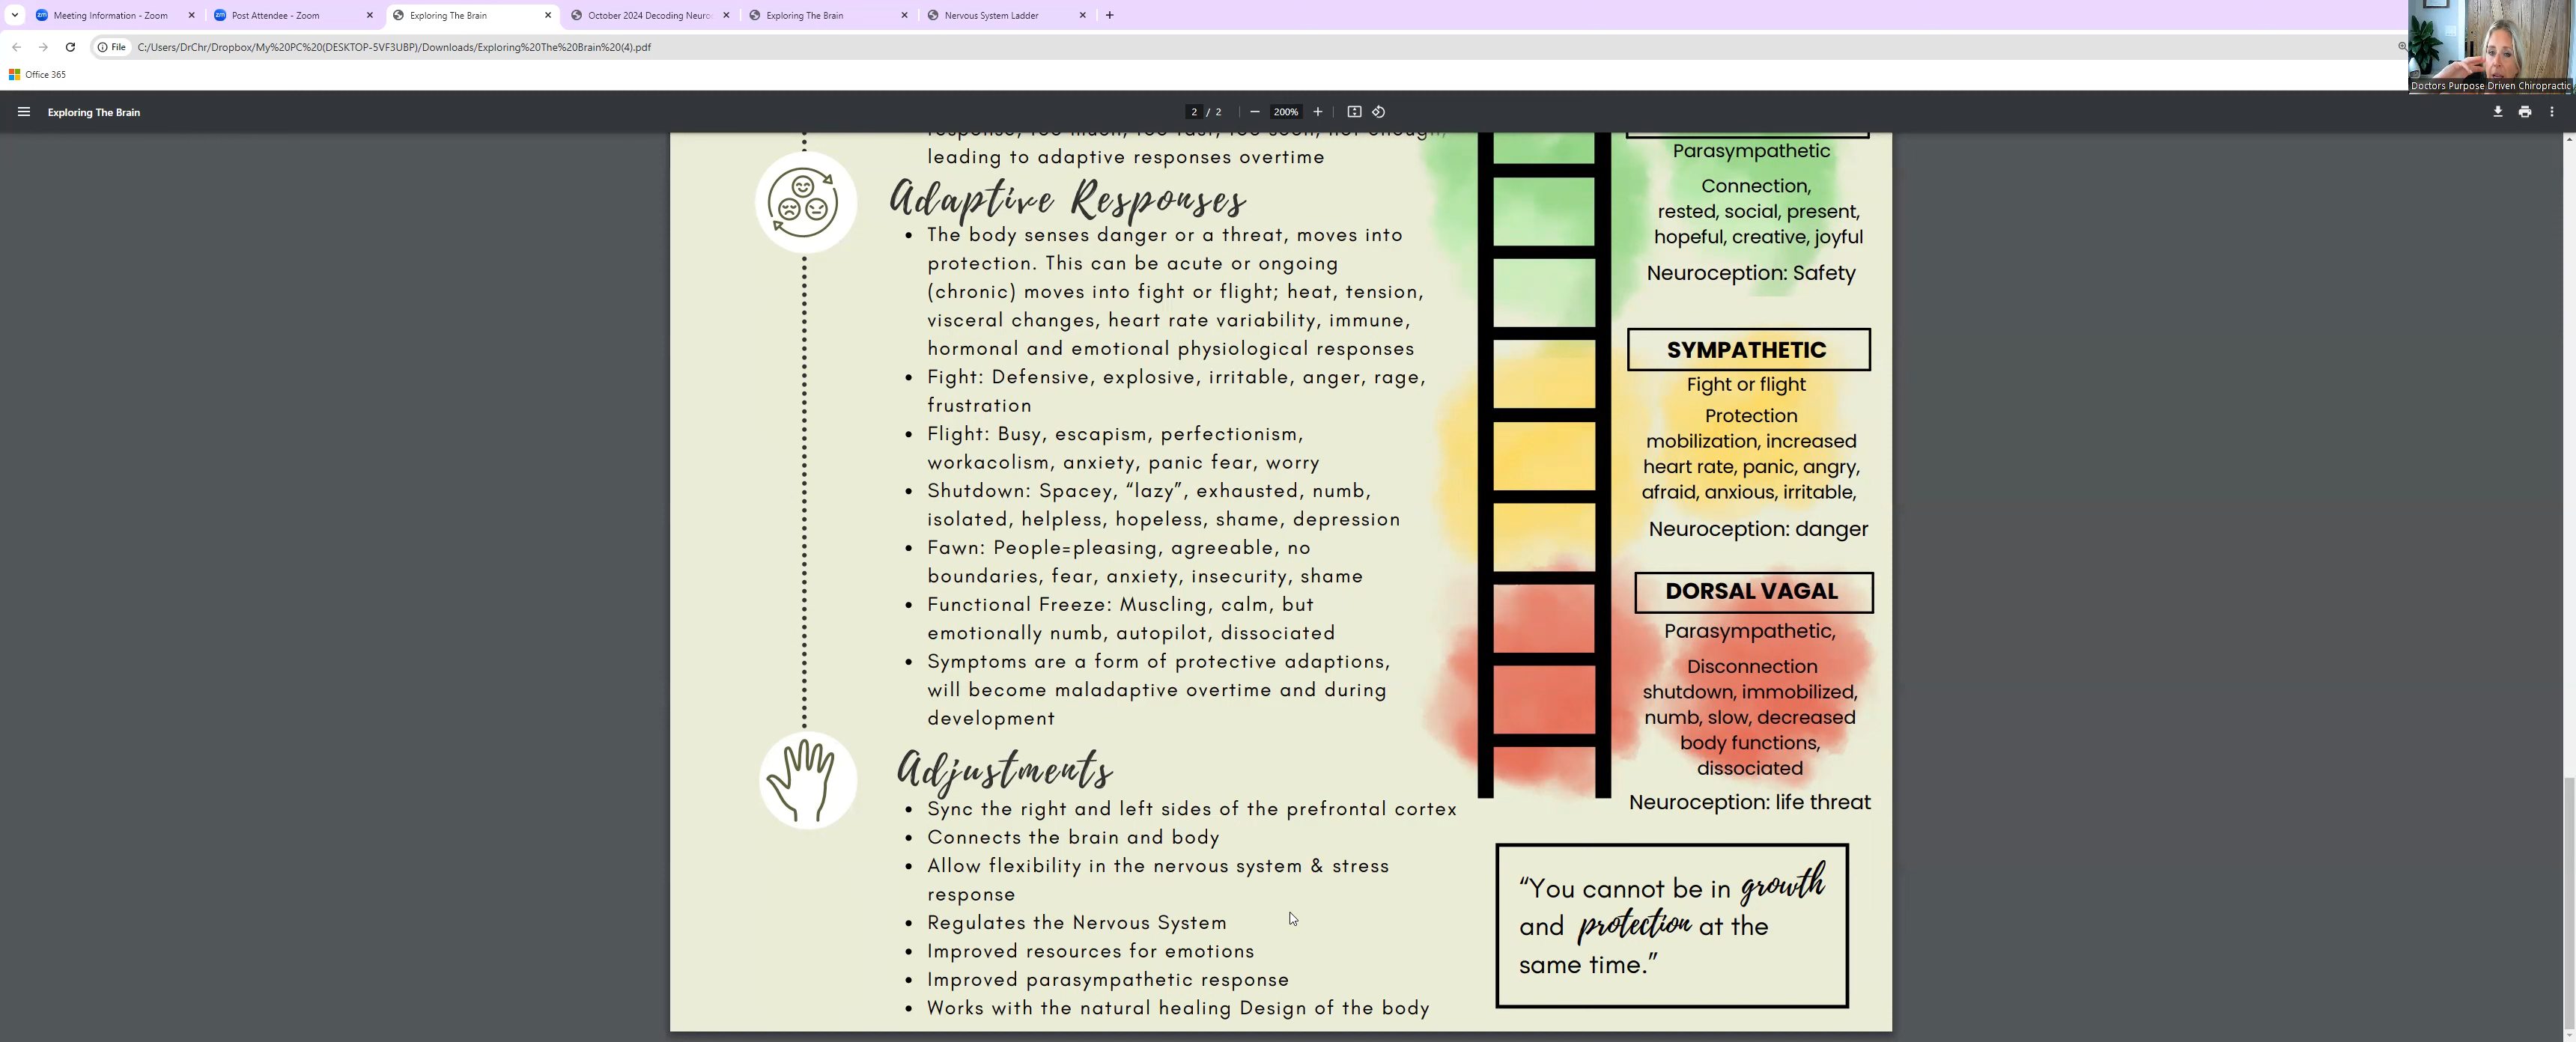 Meeting Information - Zoom
Post Attendee - Zoom
Exploring The Brain
October 2024 Decoding Neuro
Exploring The Brain
Nervous System Ladder
File
C:/Users/DrChr/Dropbox/My%20PC%20(DESKTOP-5VF3UBP)/Downloads/Exploring%20The%20Brain%20(4).pdf
Office 365
Doctors Purpose Driven Chiropractic
Exploring The Brain
2 / 2
200%
response, too much, too fast, too soon, not enough,
leading to adaptive responses overtime
Adaptive Responses
• The body senses danger or a threat, moves into
protection. This can be acute or ongoing
(chronic) moves into fight or flight; heat, tension,
visceral changes, heart rate variability, immune,
hormonal and emotional physiological responses
• Fight: Defensive, explosive, irritable, anger, rage,
frustration
• Flight: Busy, escapism, perfectionism,
workacolism, anxiety, panic fear, worry
• Shutdown: Spacey, “lazy”, exhausted, numb,
isolated, helpless, hopeless, shame, depression
• Fawn: People=pleasing, agreeable, no
boundaries, fear, anxiety, insecurity, shame
• Functional Freeze: Muscling, calm, but
emotionally numb, autopilot, dissociated
• Symptoms are a form of protective adaptions,
will become maladaptive overtime and during
development
Adjustments
• Sync the right and left sides of the prefrontal cortex
• Connects the brain and body
• Allow flexibility in the nervous system & stress
response
• Regulates the Nervous System
• Improved resources for emotions
• Improved parasympathetic response
• Works with the natural healing Design of the body
Parasympathetic
Connection,
rested, social, present,
hopeful, creative, joyful
Neuroception: Safety
SYMPATHETIC
Fight or flight
Protection
mobilization, increased
heart rate, panic, angry,
afraid, anxious, irritable,
Neuroception: danger
DORSAL VAGAL
Parasympathetic,
Disconnection
shutdown, immobilized,
numb, slow, decreased
body functions,
dissociated
Neuroception: life threat
“You cannot be in growth
and protection at the
same time.”